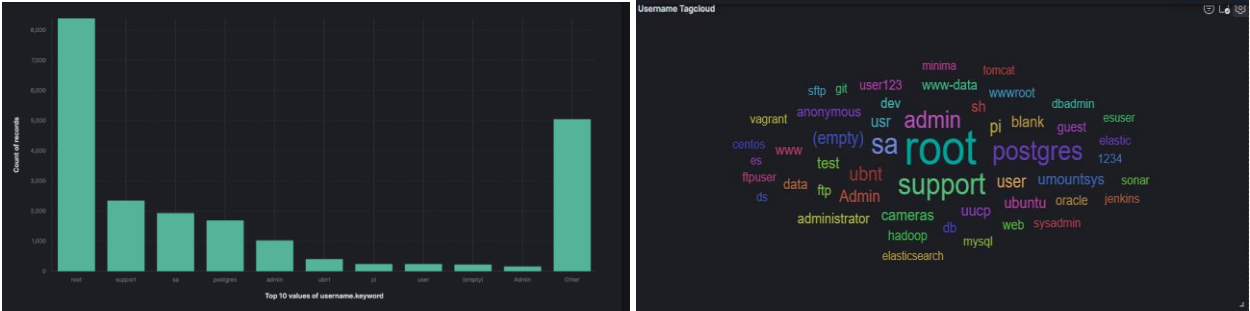 8,000
7,000
6,000
5,000
4,000
3,000
2,000
1,000
0
Count of records
root support sa postgres admin ubnt pi user (empty) Admin Other
Top 10 values of username.keyword
Username Tagcloud
minima tomcat
sftp git user123 www-data wwwroot
dev sh dbadmin
vagrant anonymous usr admin pi blank guest esuser
centos www (empty) sa root postgres elastic
es test 1234
ftpuser data ftp ubnt support user umountsys sonar
ds Admin ubuntu oracle jenkins
administrator cameras uucp web sysadmin
hadoop db mysql
elasticsearch